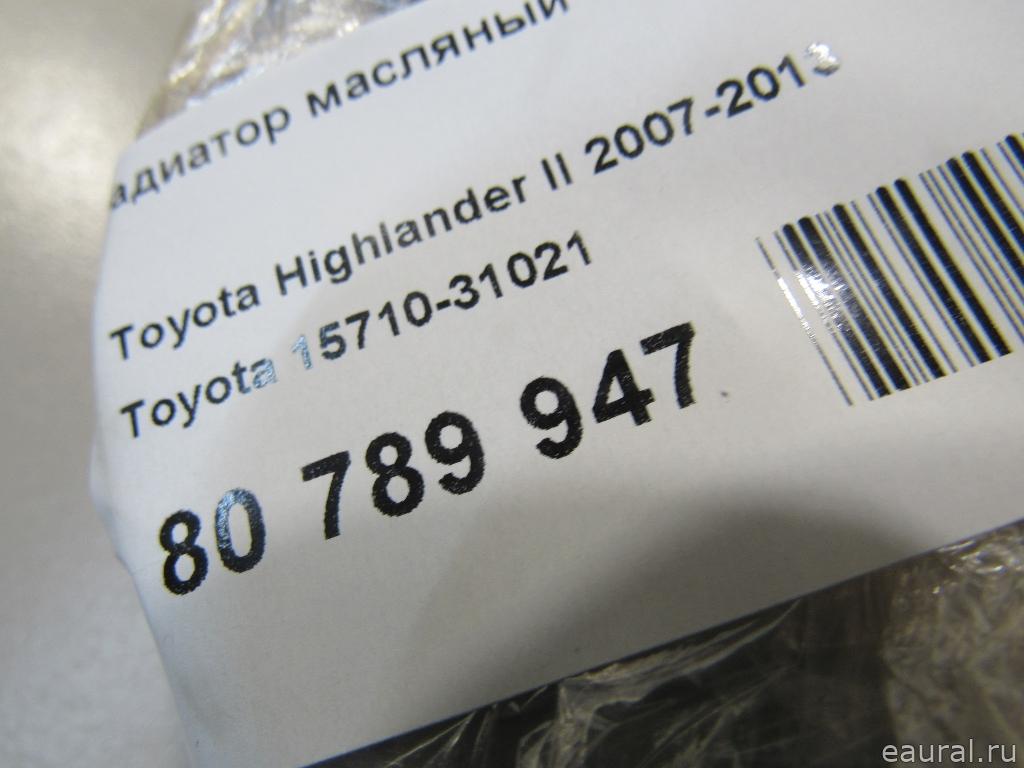 адиатор масляный
Toyota Highlander II 2007-2013
Toyota 15710-31021
80 789 947
eaural.ru